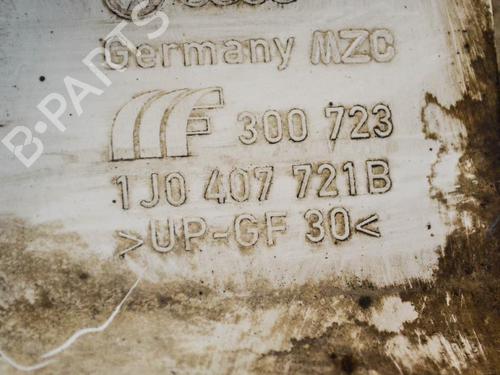 Germany MZC
300 723
1J0 407 721B
>UP-GF 30<
B-PARTS